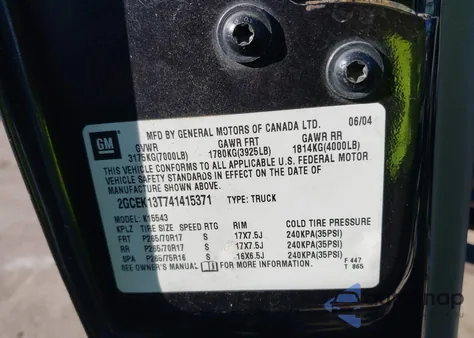 MFD BY GENERAL MOTORS OF CANADA LTD. 06/04
GM
GVWR GAWR FRT GAWR RR
3175KG(7000LB) 1780KG(3925LB) 1814KG(4000LB)
THIS VEHICLE CONFORMS TO ALL APPLICABLE U.S. FEDERAL MOTOR
VEHICLE SAFETY STANDARDS IN EFFECT ON THE DATE OF
MANUFACTURE SHOWN ABOVE.
2GCEK13T741415371 TYPE: TRUCK
MODEL: K15543
KPLZ TIRE SIZE SPEED RTG RIM COLD TIRE PRESSURE
FRT P265/70R17 S 17X7.5J 240KPA(35PSI)
RR P265/70R17 S 17X7.5J 240KPA(35PSI)
SPA P265/75R16 S 16X6.5J 240KPA(35PSI)
SEE OWNER'S MANUAL FOR MORE INFORMATION.
F 447
T 865